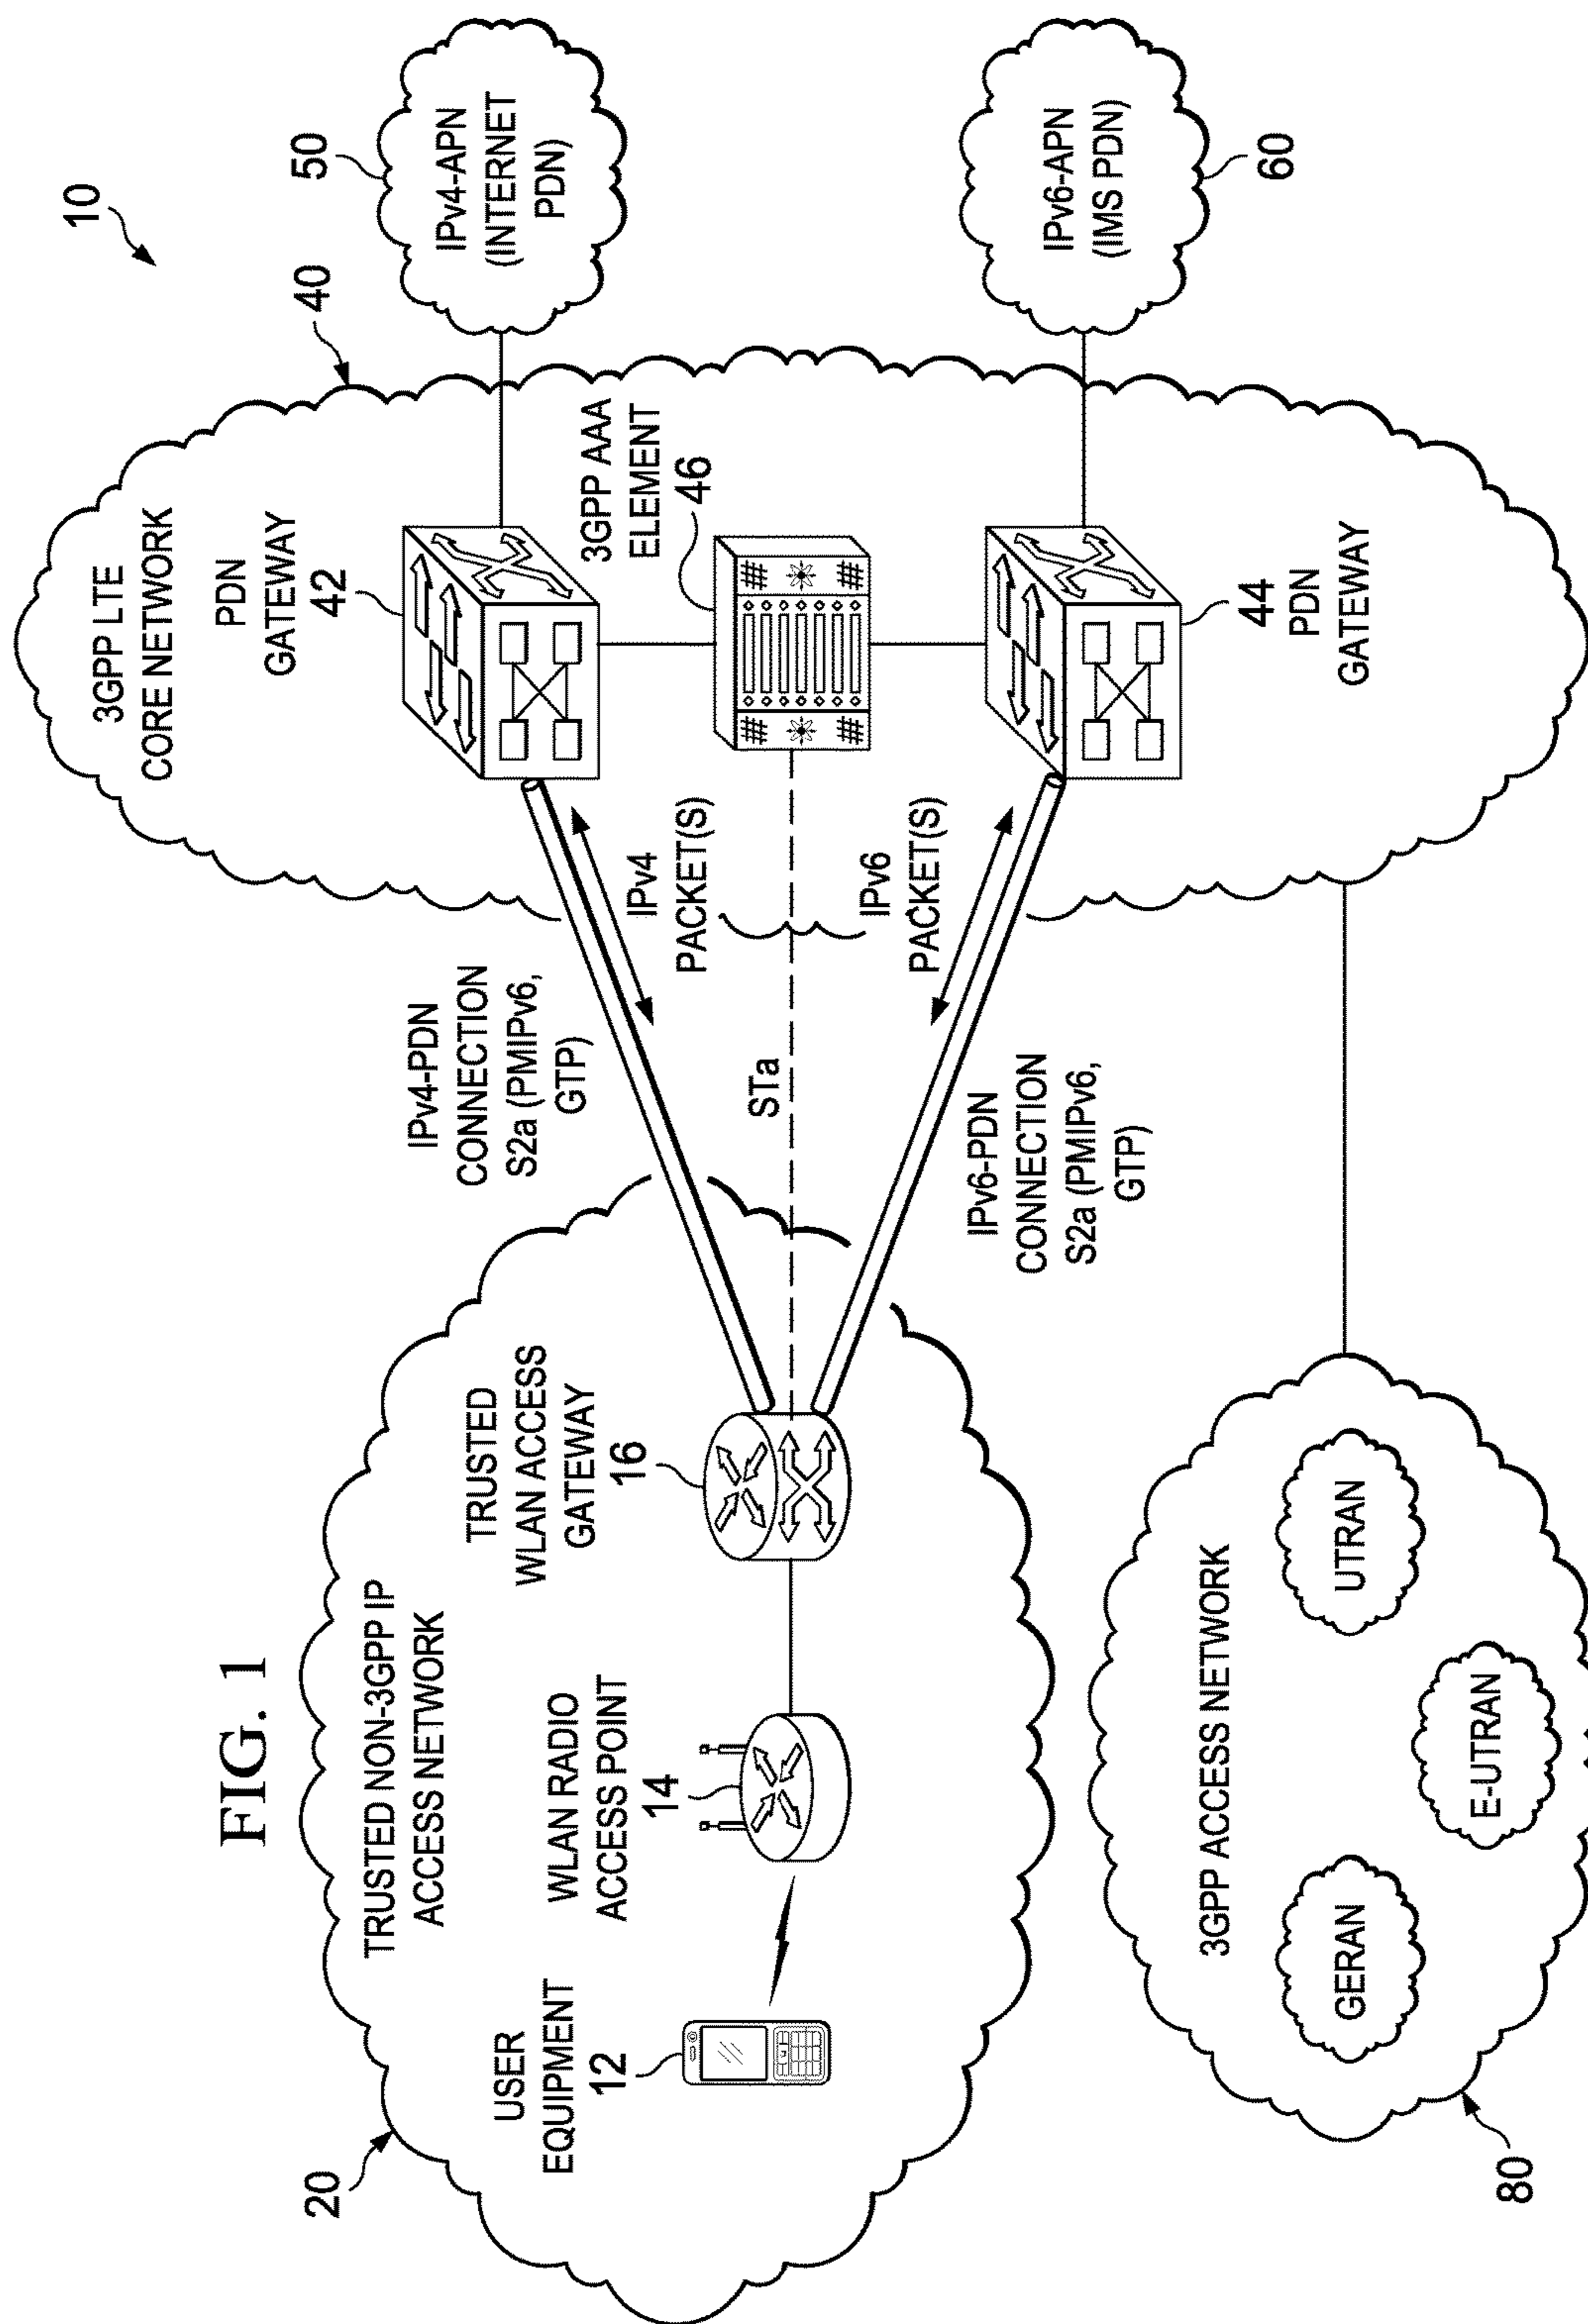 FIG. 1
10
20
TRUSTED NON-3GPP IP
ACCESS NETWORK
USER
EQUIPMENT
12
WLAN RADIO
ACCESS POINT
14
TRUSTED
WLAN ACCESS
GATEWAY
16
IPv4-PDN
CONNECTION
S2a (PMIPv6,
GTP)
IPv4
PACKET(S)
STa
IPv6
PACKET(S)
IPv6-PDN
CONNECTION
S2a (PMIPv6,
GTP)
40
3GPP LTE
CORE NETWORK
PDN
GATEWAY
42
3GPP AAA
ELEMENT
46
44
PDN
GATEWAY
50
IPv4-APN
(INTERNET
PDN)
IPv6-APN
(IMS PDN)
60
3GPP ACCESS NETWORK
GERAN
E-UTRAN
UTRAN
80